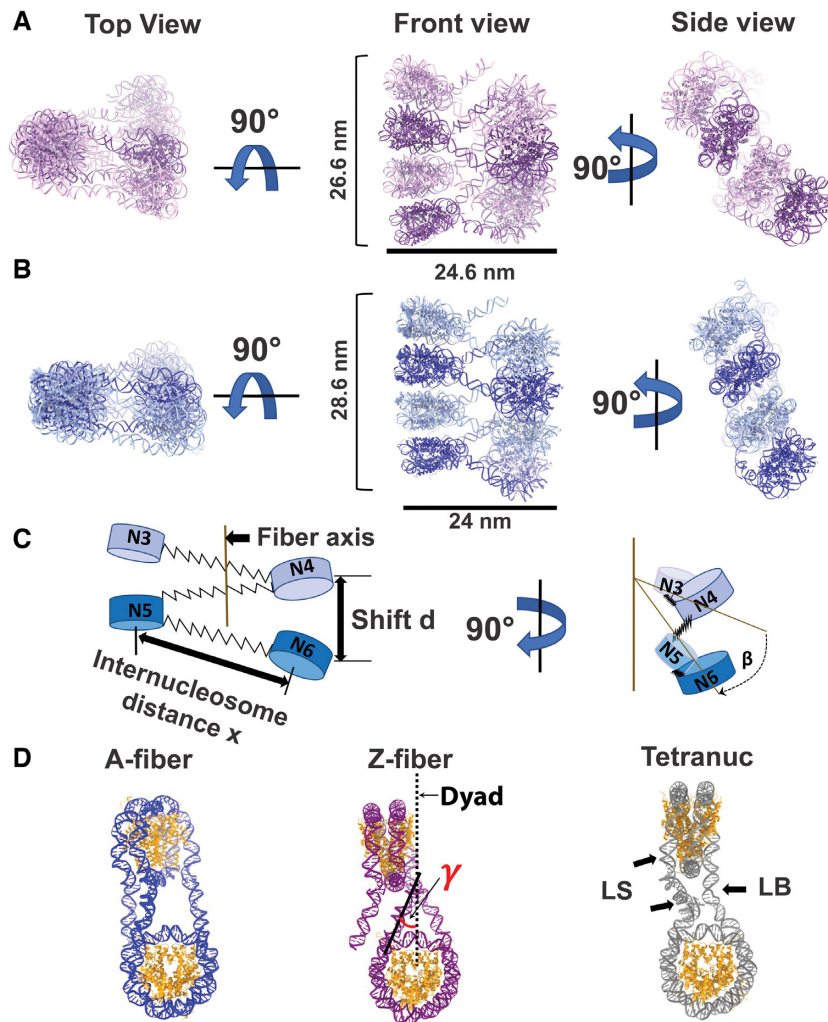 A
Top View
Front view
Side view
90°
26.6 nm
90°
24.6 nm
B
90°
28.6 nm
90°
24 nm
C
N3
Fiber axis
N4
N5
Shift d
N6
Internucleosome
distance x
90°
N3
N4
N5
N6
β
D
A-fiber
Z-fiber
Tetranuc
Dyad
γ
LS
LB